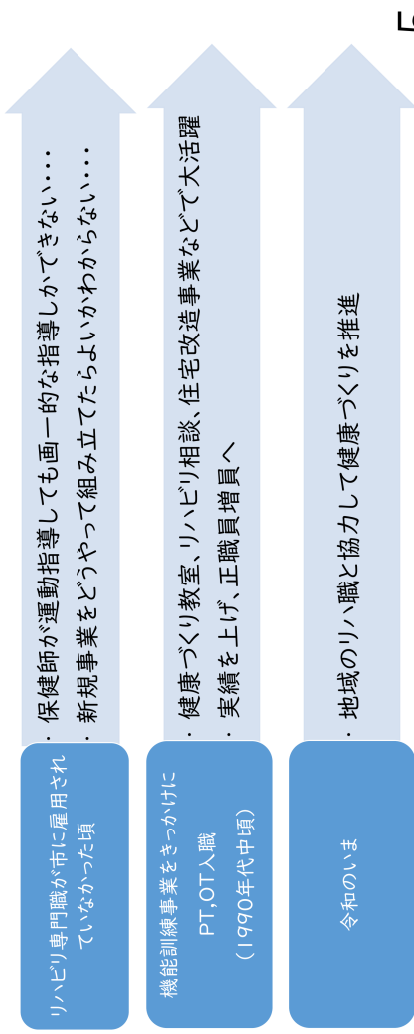 リハビリ専門職が市に雇用され
ていなかった頃
・保健師が運動指導しても画一的な指導しかできない・・・
・新規事業をどうやって組み立てたらよいかわからない・・・
機能訓練事業をきっかけに
PT,OT入職
(1990年代中頃)
・健康づくり教室、リハビリ相談、住宅改造事業などで大活躍
・実績を上げ、正職員増員へ
令和のいま
・地域のリハ職と協力して健康づくりを推進